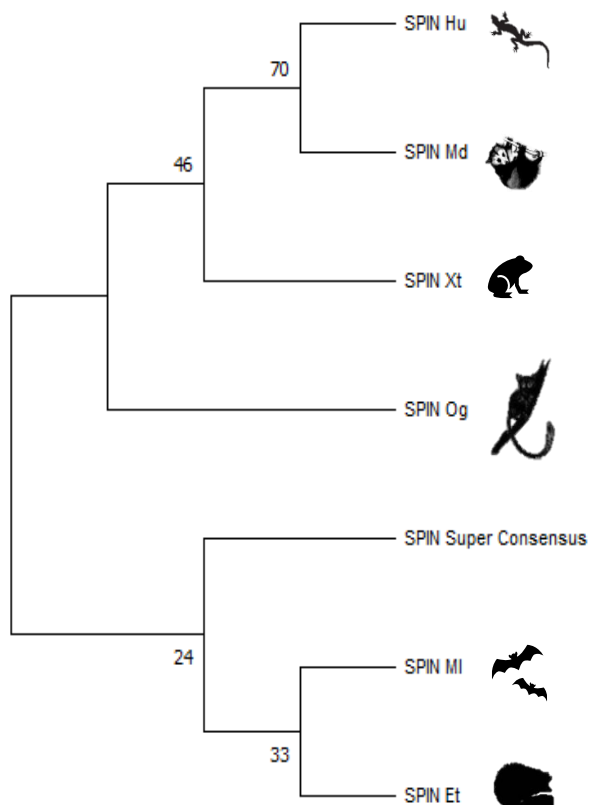 SPIN Hu
70
SPIN Md
46
SPIN Xt
SPIN Og
SPIN Super Consensus
24
SPIN Ml
33
SPIN Et